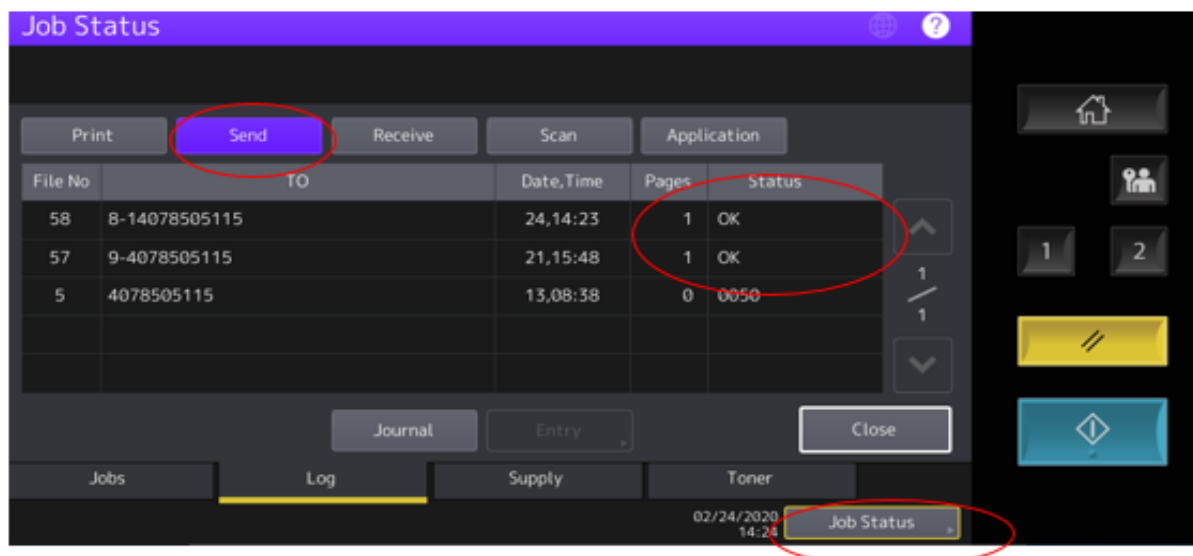 Job Status
?
Print Send Receive Scan Application
File No TO Date,Time Pages Status
58 8-14078505115 24,14:23 1 OK
57 9-4078505115 21,15:48 1 OK
5 4078505115 13,08:38 0 0050
1
1
Journal Entry Close
Jobs Log Supply Toner
02/24/2020
14:24
Job Status
1 2